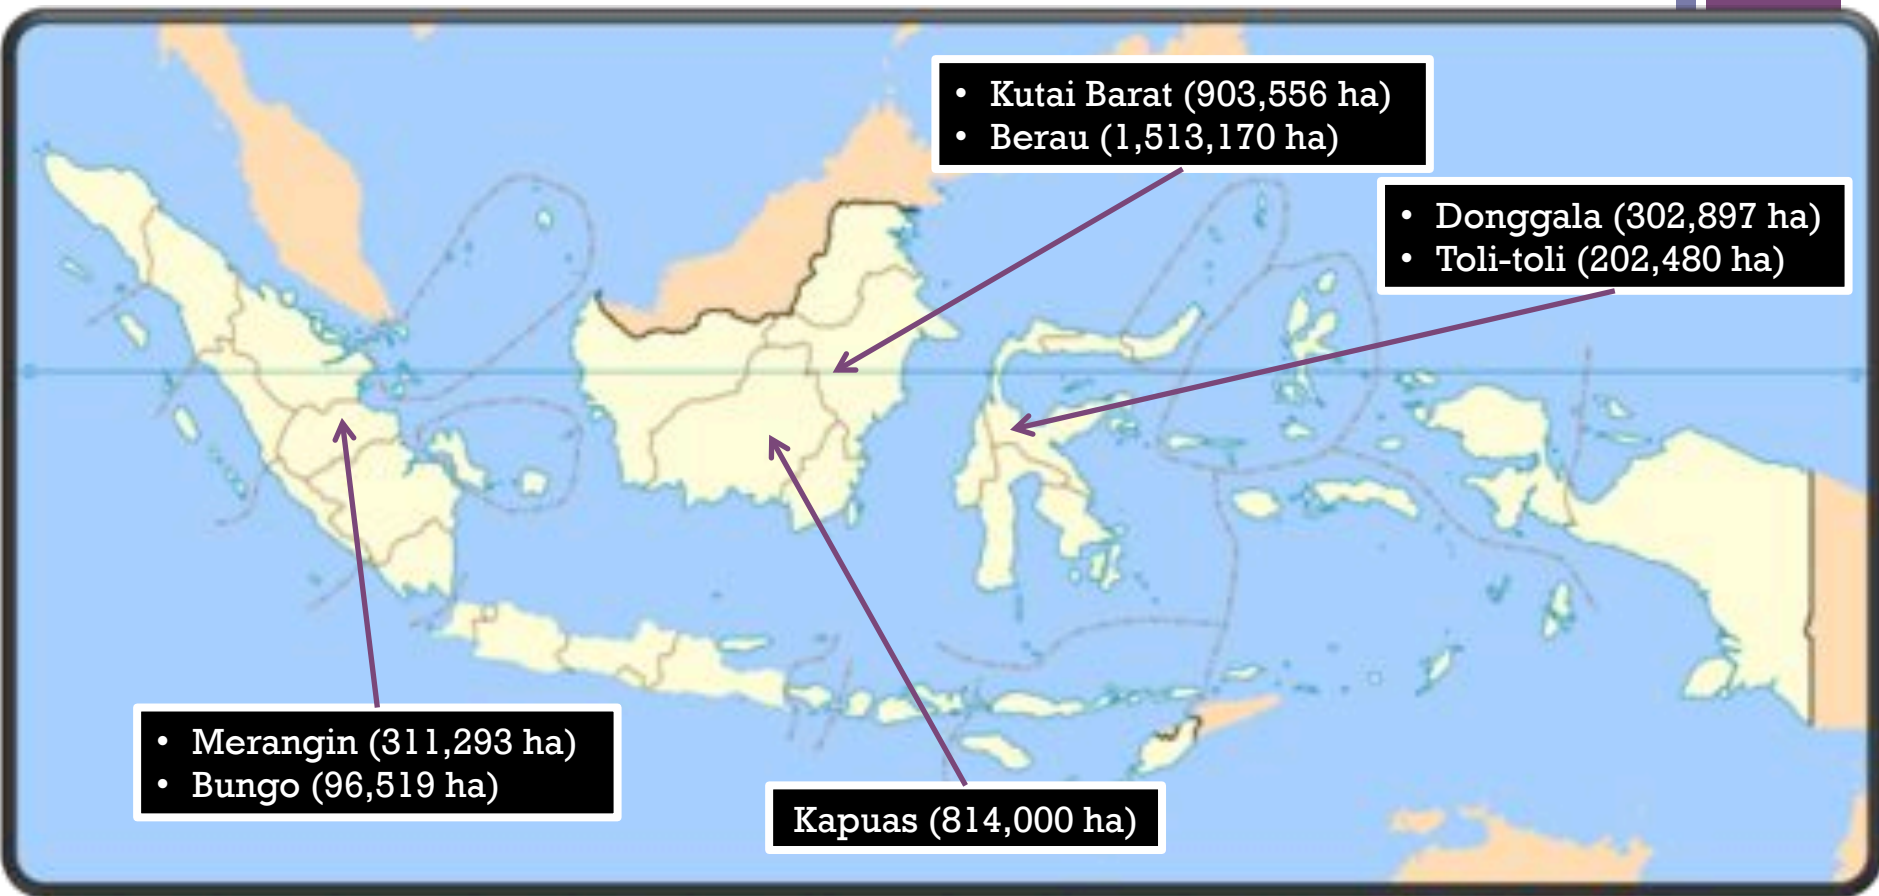 • Kutai Barat (903,556 ha)
• Berau (1,513,170 ha)
• Donggala (302,897 ha)
• Toli-toli (202,480 ha)
• Merangin (311,293 ha)
• Bungo (96,519 ha)
Kapuas (814,000 ha)